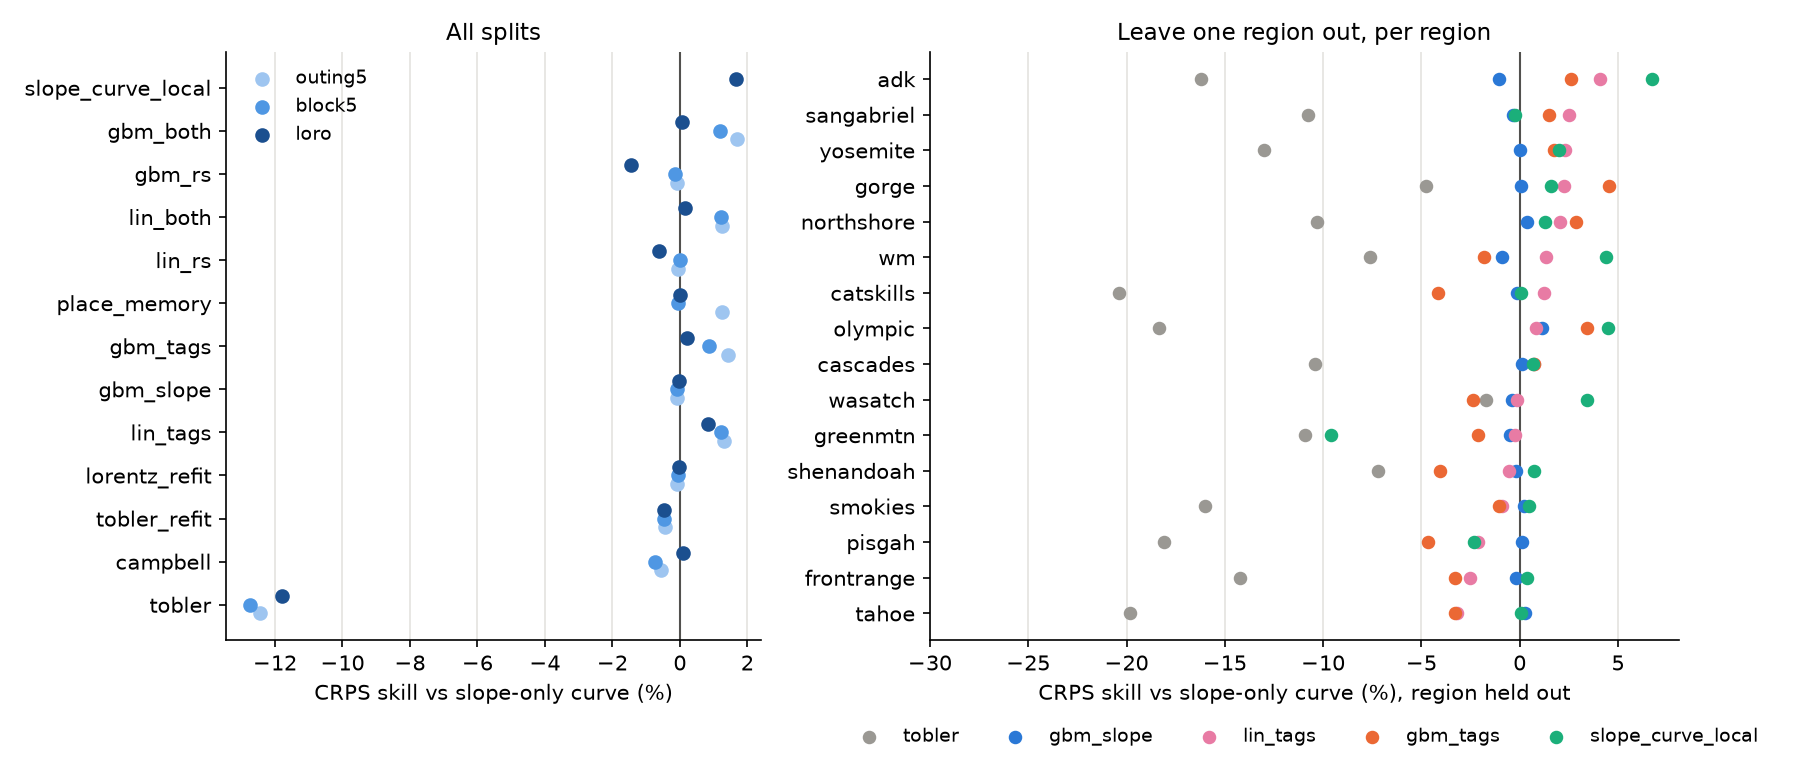 All splits
slope_curve_local
gbm_both
gbm_rs
lin_both
lin_rs
place_memory
gbm_tags
gbm_slope
lin_tags
lorentz_refit
tobler_refit
campbell
tobler
outing5
block5
loro
−12 −10 −8 −6 −4 −2 0 2
CRPS skill vs slope-only curve (%)
Leave one region out, per region
adk
sangabriel
yosemite
gorge
northshore
wm
catskills
olympic
cascades
wasatch
greenmtn
shenandoah
smokies
pisgah
frontrange
tahoe
−30 −25 −20 −15 −10 −5 0 5
CRPS skill vs slope-only curve (%), region held out
tobler gbm_slope lin_tags gbm_tags slope_curve_local